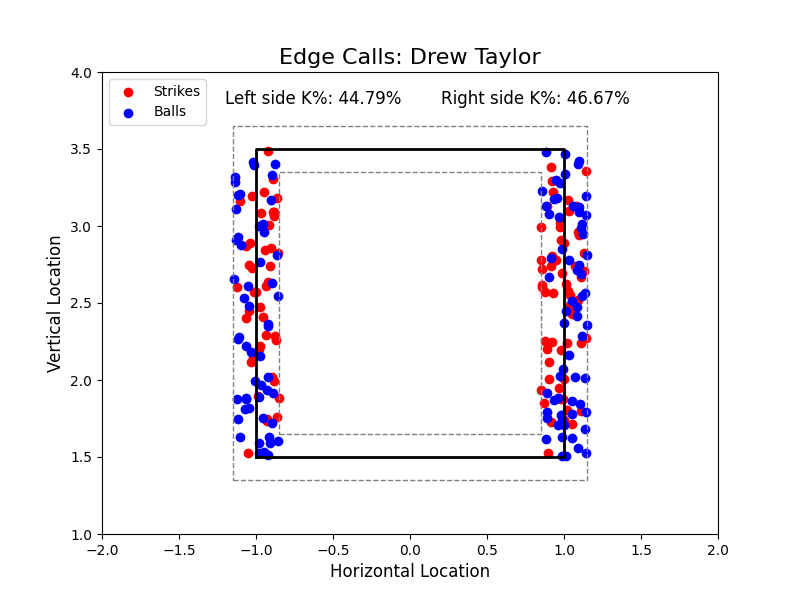 Edge Calls: Drew Taylor
Strikes
Balls
Left side K%: 44.79%
Right side K%: 46.67%
4.0
3.5
3.0
2.5
2.0
1.5
1.0
Vertical Location
−2.0
−1.5
−1.0
−0.5
0.0
0.5
1.0
1.5
2.0
Horizontal Location